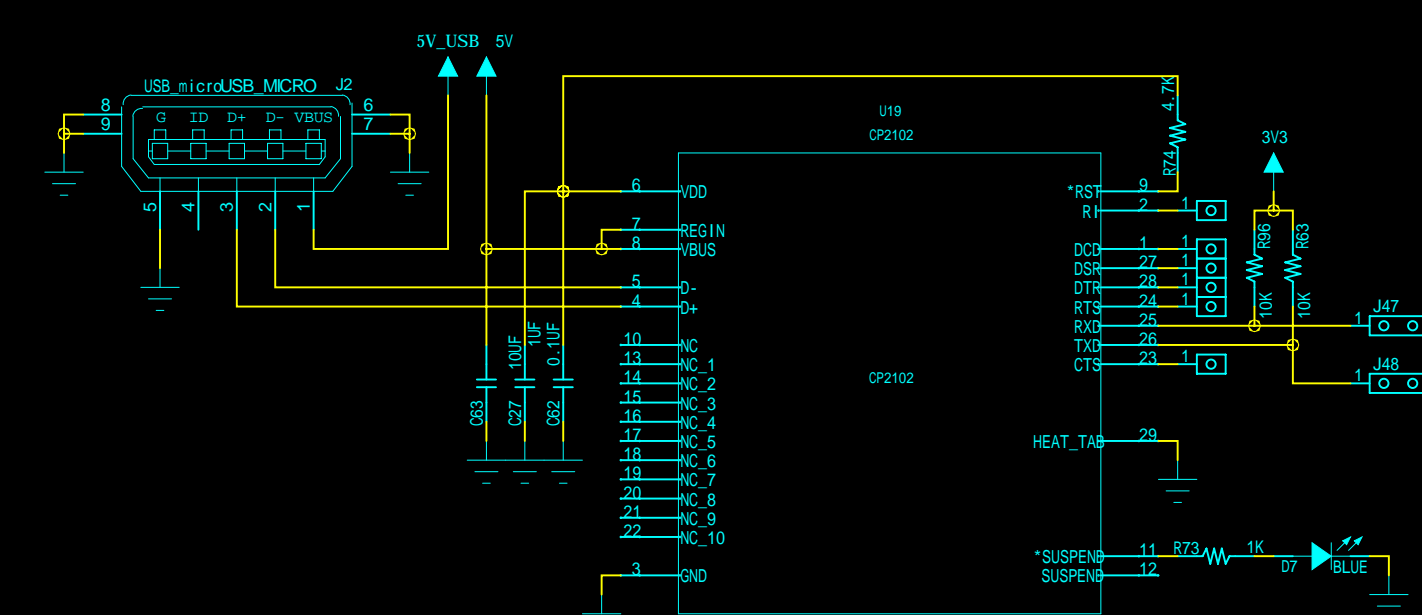 5V_USB 5V
USB_microUSB_MICRO J2
8
9
6
7
G ID D+ D- VBUS
5 4 3 2 1
U19
CP2102
4.7K
R74
3V3
6 VDD
7 REGIN
8 VBUS
5 D-
4 D+
10 NC
13 NC_1
14 NC_2
15 NC_3
16 NC_4
17 NC_5
18 NC_6
19 NC_7
20 NC_8
21 NC_9
22 NC_10
3 GND
C63
10UF
C27
1UF
0.1UF
C62
CP2102
*RST 9
RI 2 1
DCD 1 1
DSR 27 1
DTR 28 1
RTS 24 1
RXD 25
TXD 26
CTS 23 1
HEAT_TAB 29
*SUSPEND 11 R73 1K
SUSPEND 12
D7 BLUE
R96
10K
R63
10K
J47
1
J48
1